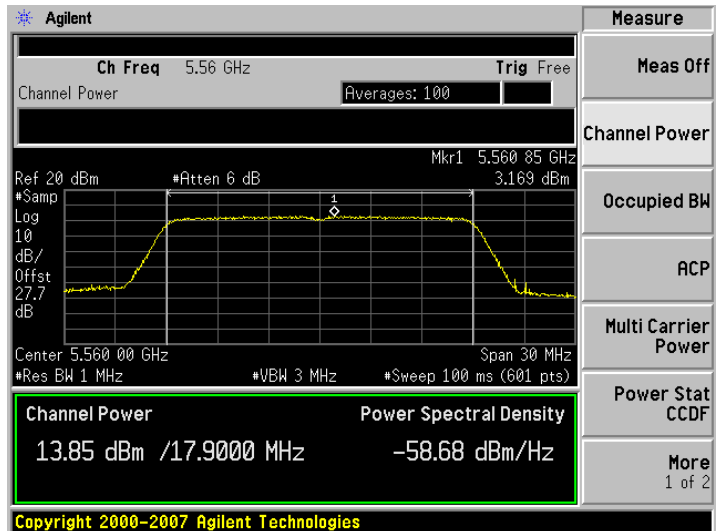 Agilent
Measure
Ch Freq 5.56 GHz Trig Free
Channel Power Averages: 100
Mkr1 5.560 85 GHz
Ref 20 dBm #Atten 6 dB 3.169 dBm
#Samp
Log
10
dB/
Offst
27.7
dB
1
Center 5.560 00 GHz Span 30 MHz
#Res BW 1 MHz #VBW 3 MHz #Sweep 100 ms (601 pts)
Channel Power Power Spectral Density
13.85 dBm /17.9000 MHz -58.68 dBm/Hz
Meas Off
Channel Power
Occupied BW
ACP
Multi Carrier
Power
Power Stat
CCDF
More
1 of 2
Copyright 2000-2007 Agilent Technologies